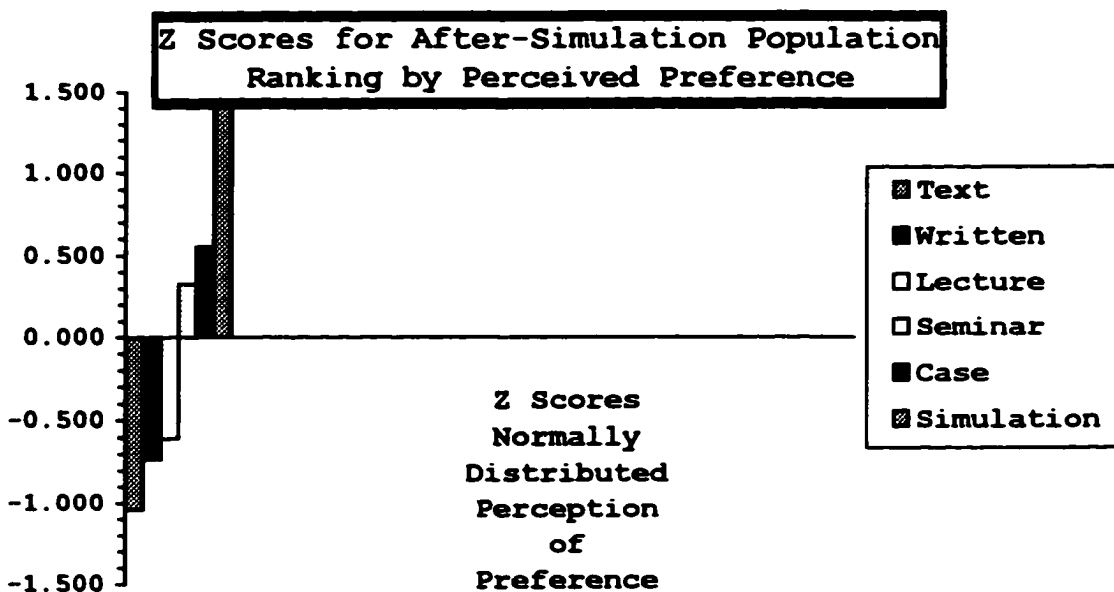 Z Scores for After-Simulation Population
Ranking by Perceived Preference
1.500
1.000
0.500
0.000
-0.500
-1.000
-1.500
Z Scores
Normally
Distributed
Perception
of
Preference
Text
Written
Lecture
Seminar
Case
Simulation